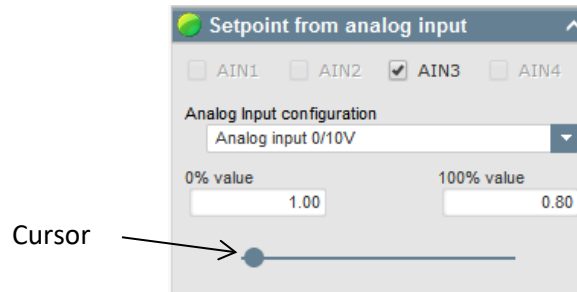 Setpoint from analog input
AIN1 AIN2 AIN3 AIN4
Analog Input configuration
Analog input 0/10V
0% value 100% value
1.00 0.80
Cursor